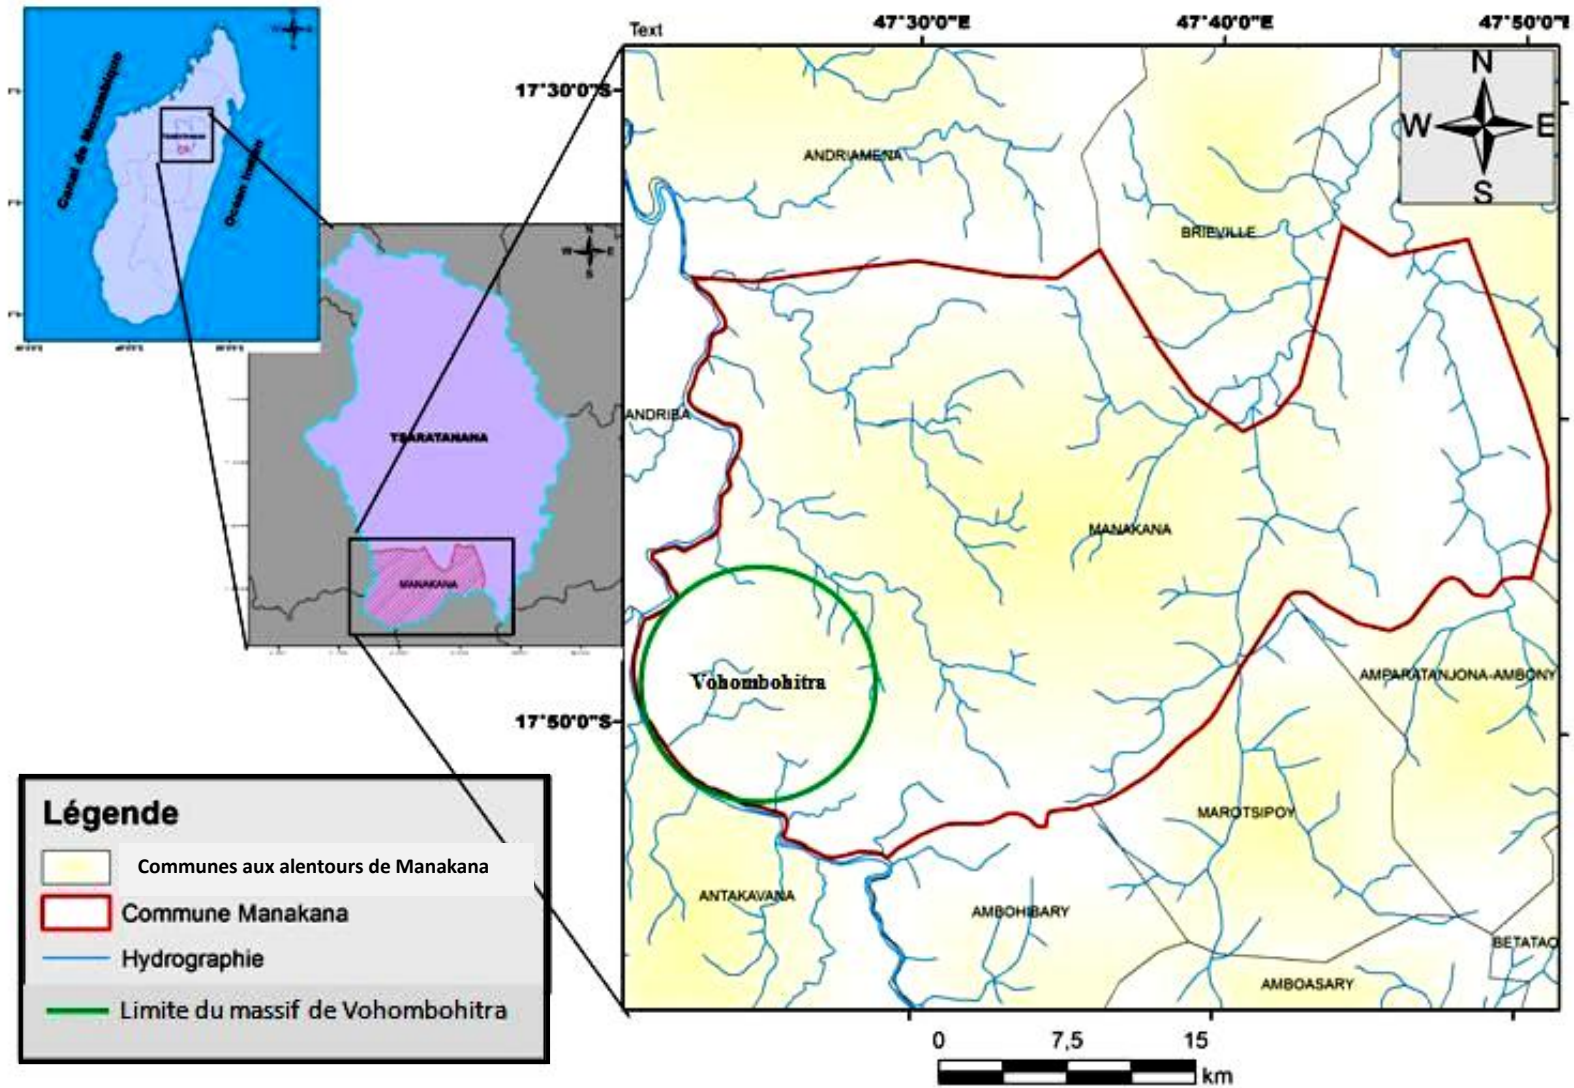 Canal de Mozambique
Ocean Indien
N
W E
S
TSARATANANA
MANAKANA
Text
47°30'0"E
47°40'0"E
47°50'0"E
17°30'0"S
17°50'0"S
N
W E
S
ANDRIAMENA
BRIEVILLE
ANDRIBA
MANAKANA
Vohombohitra
AMPARATANJONA-AMBONY
MAROTSIPOY
ANTAKAVANA
AMBOHIBARY
BETATAO
AMBOASARY
Légende
Communes aux alentours de Manakana
Commune Manakana
Hydrographie
Limite du massif de Vohombohitra
0 7,5 15
km